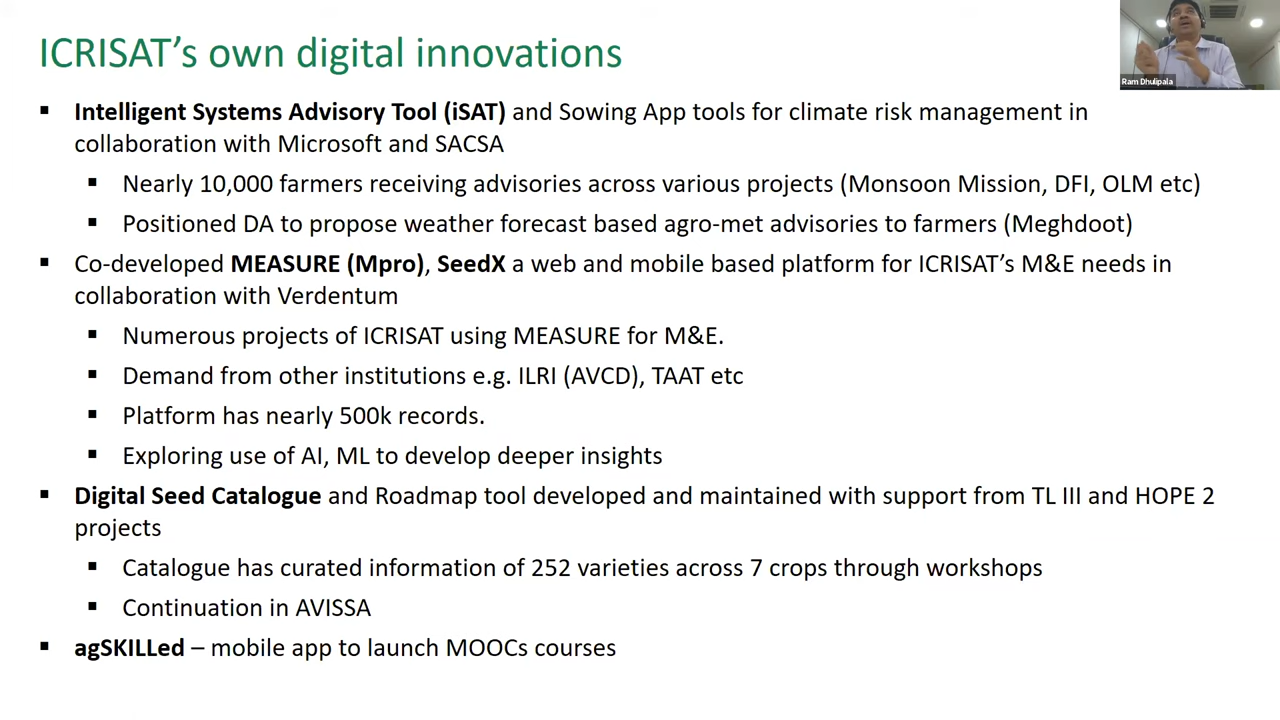 ICRISAT’s own digital innovations
Ram Dhulipala
▪ Intelligent Systems Advisory Tool (iSAT) and Sowing App tools for climate risk management in
collaboration with Microsoft and SACSA
▪ Nearly 10,000 farmers receiving advisories across various projects (Monsoon Mission, DFI, OLM etc)
▪ Positioned DA to propose weather forecast based agro-met advisories to farmers (Meghdoot)
▪ Co-developed MEASURE (Mpro), SeedX a web and mobile based platform for ICRISAT’s M&E needs in
collaboration with Verdentum
▪ Numerous projects of ICRISAT using MEASURE for M&E.
▪ Demand from other institutions e.g. ILRI (AVCD), TAAT etc
▪ Platform has nearly 500k records.
▪ Exploring use of AI, ML to develop deeper insights
▪ Digital Seed Catalogue and Roadmap tool developed and maintained with support from TL III and HOPE 2
projects
▪ Catalogue has curated information of 252 varieties across 7 crops through workshops
▪ Continuation in AVISSA
▪ agSKILLed – mobile app to launch MOOCs courses